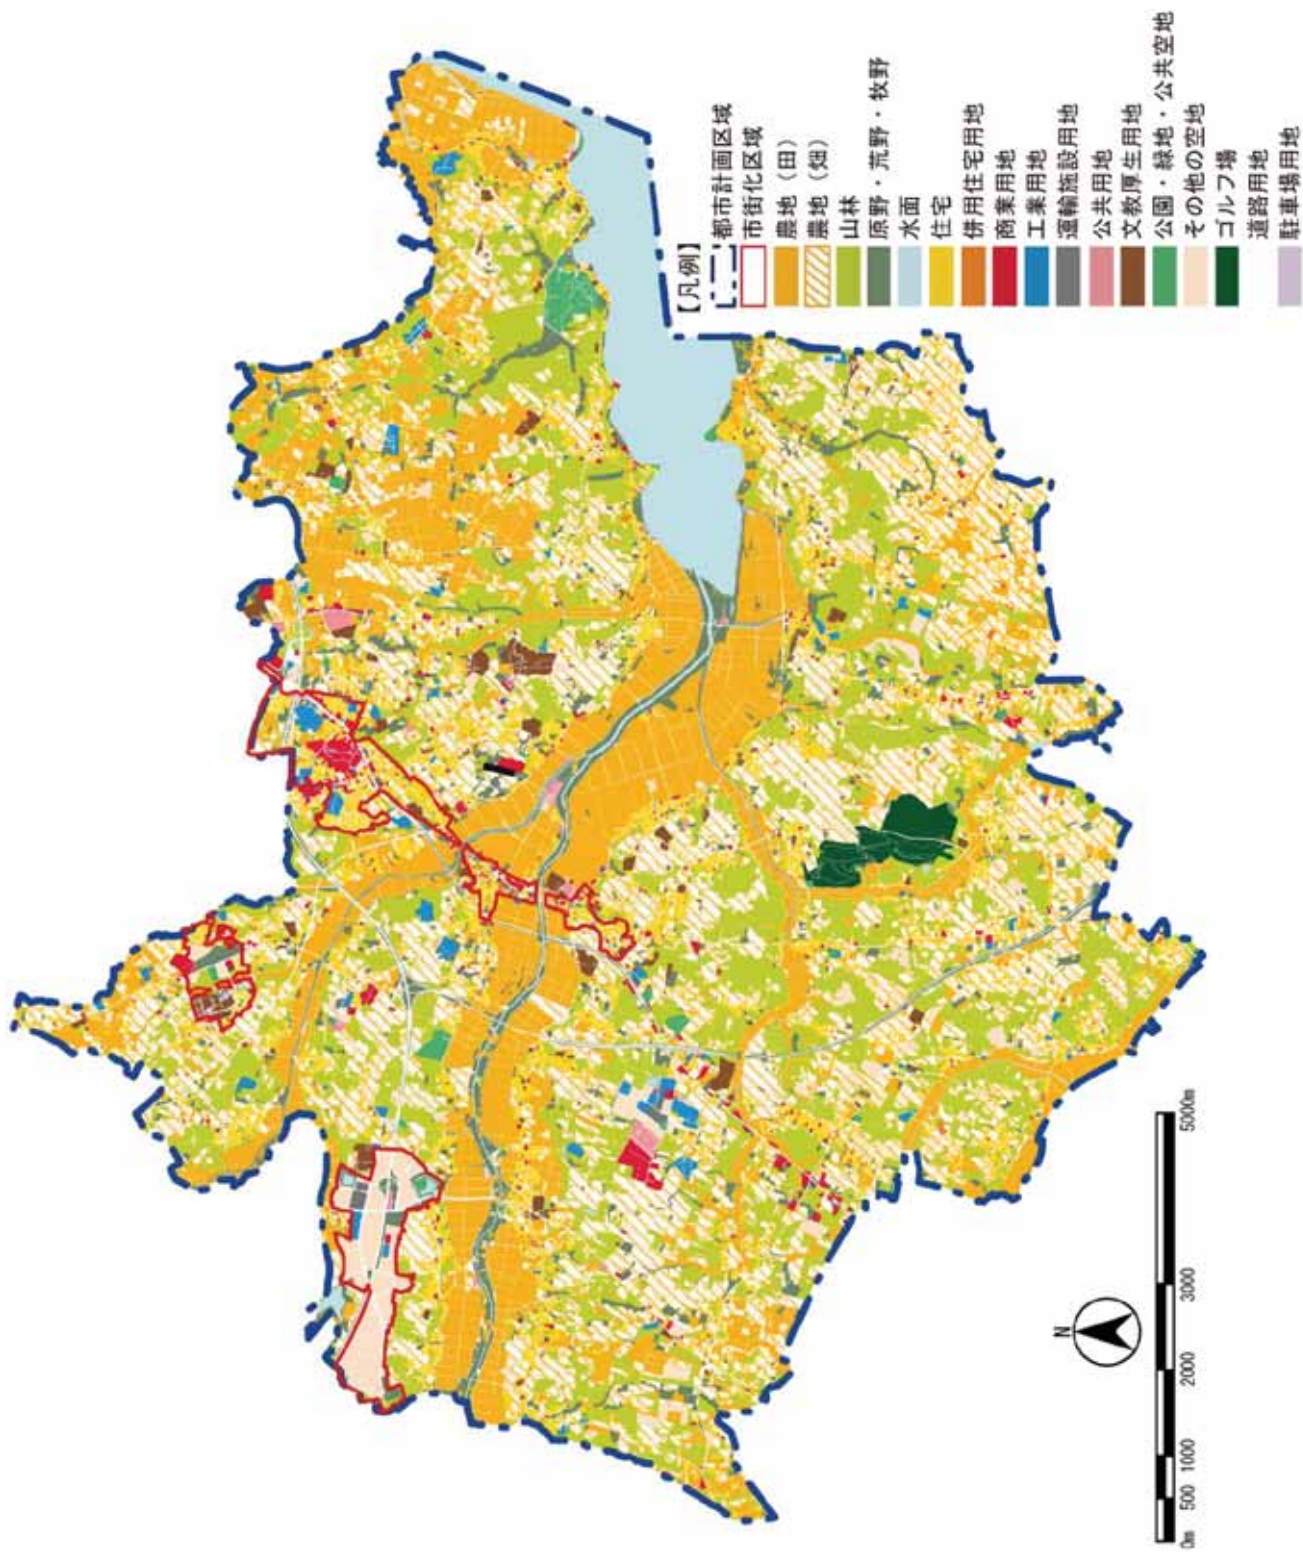 【凡例】
都市計画区域
市街化区域
農地（田）
農地（畑）
山林
原野・荒野・牧野
水面
住宅
併用住宅用地
商業用地
工業用地
運輸施設用地
公共用地
文教厚生用地
公園・緑地・公共空地
その他の空地
ゴルフ場
道路用地
駐車場用地
N
0m 500 1000 2000 3000 5000m